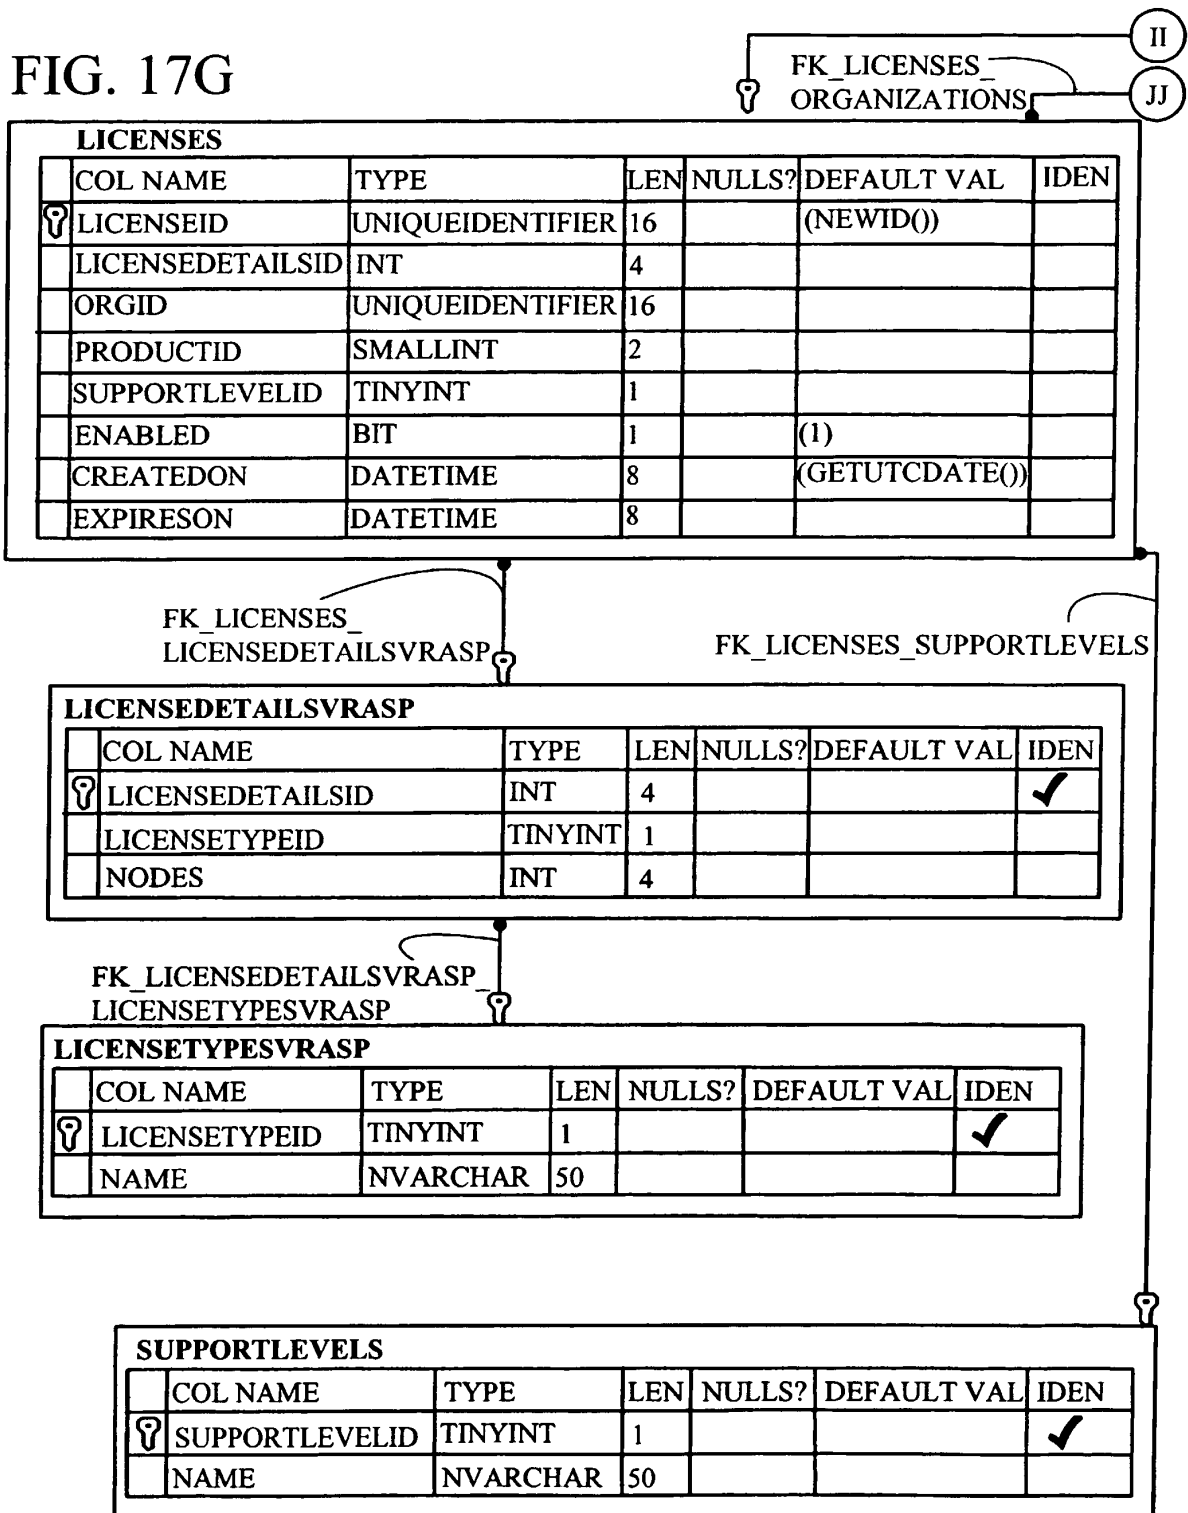 II
FIG. 17G
FK_LICENSES_
ORGANIZATIONS
JJ
LICENSES
COL NAME TYPE LEN NULLS? DEFAULT VAL IDEN
LICENSEID UNIQUEIDENTIFIER 16 (NEWID())
LICENSEDETAILSID INT 4
ORGID UNIQUEIDENTIFIER 16
PRODUCTID SMALLINT 2
SUPPORTLEVELID TINYINT 1
ENABLED BIT 1 (1)
CREATEDON DATETIME 8 (GETUTCDATE())
EXPIRESON DATETIME 8
FK_LICENSES_
LICENSEDETAILSVRASP
FK_LICENSES_SUPPORTLEVELS
LICENSEDETAILSVRASP
COL NAME TYPE LEN NULLS? DEFAULT VAL IDEN
LICENSEDETAILSID INT 4 ✓
LICENSETYPEID TINYINT 1
NODES INT 4
FK_LICENSEDETAILSVRASP_
LICENSETYPESVRASP
LICENSETYPESVRASP
COL NAME TYPE LEN NULLS? DEFAULT VAL IDEN
LICENSETYPEID TINYINT 1 ✓
NAME NVARCHAR 50
SUPPORTLEVELS
COL NAME TYPE LEN NULLS? DEFAULT VAL IDEN
SUPPORTLEVELID TINYINT 1 ✓
NAME NVARCHAR 50